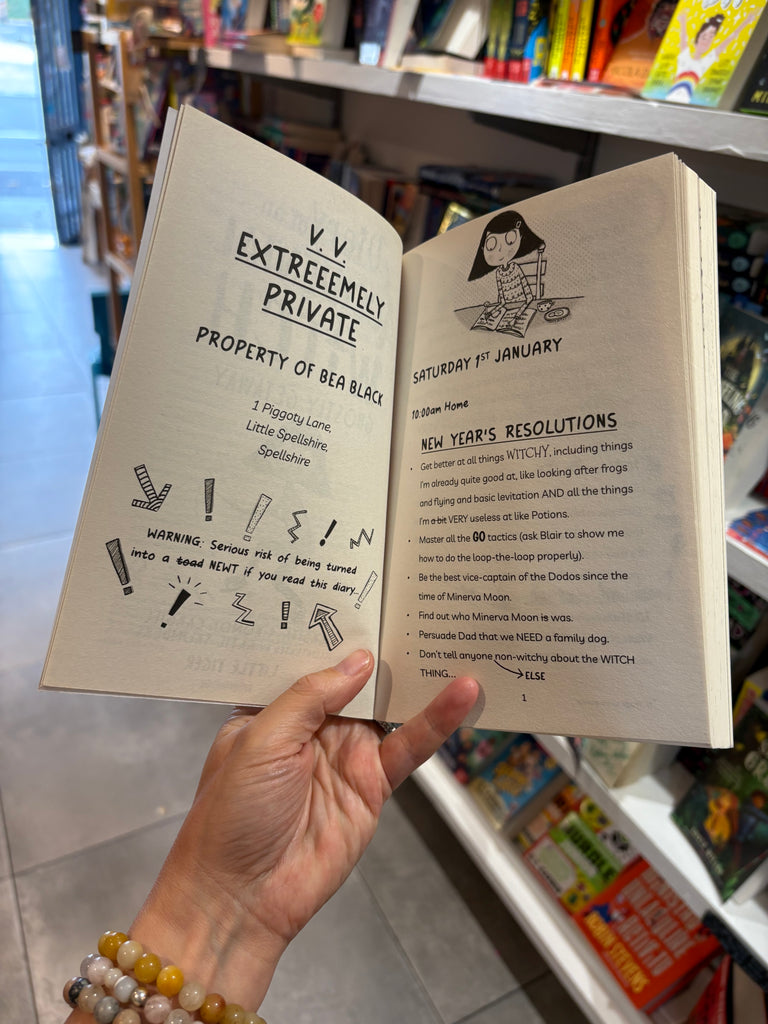 V. V.
EXTREEEMELY
PRIVATE
PROPERTY OF BEA BLACK
1 Piggoty Lane,
Little Spellshire,
Spellshire
WARNING: Serious risk of being turned
into a toad NEWT if you read this diary.
SATURDAY 1ST JANUARY
10:00am Home
NEW YEAR'S RESOLUTIONS
• Get better at all things WITCHY, including things
I'm already quite good at, like looking after frogs
and flying and basic levitation AND all the things
I'm a bit VERY useless at like Potions.
• Master all the GO tactics (ask Blair to show me
how to do the loop-the-loop properly).
• Be the best vice-captain of the Dodos since the
time of Minerva Moon.
• Find out who Minerva Moon is was.
• Persuade Dad that we NEED a family dog.
• Don't tell anyone non-witchy about the WITCH
THING...
ELSE
1
JUNGLE
ROBIN STEVENS